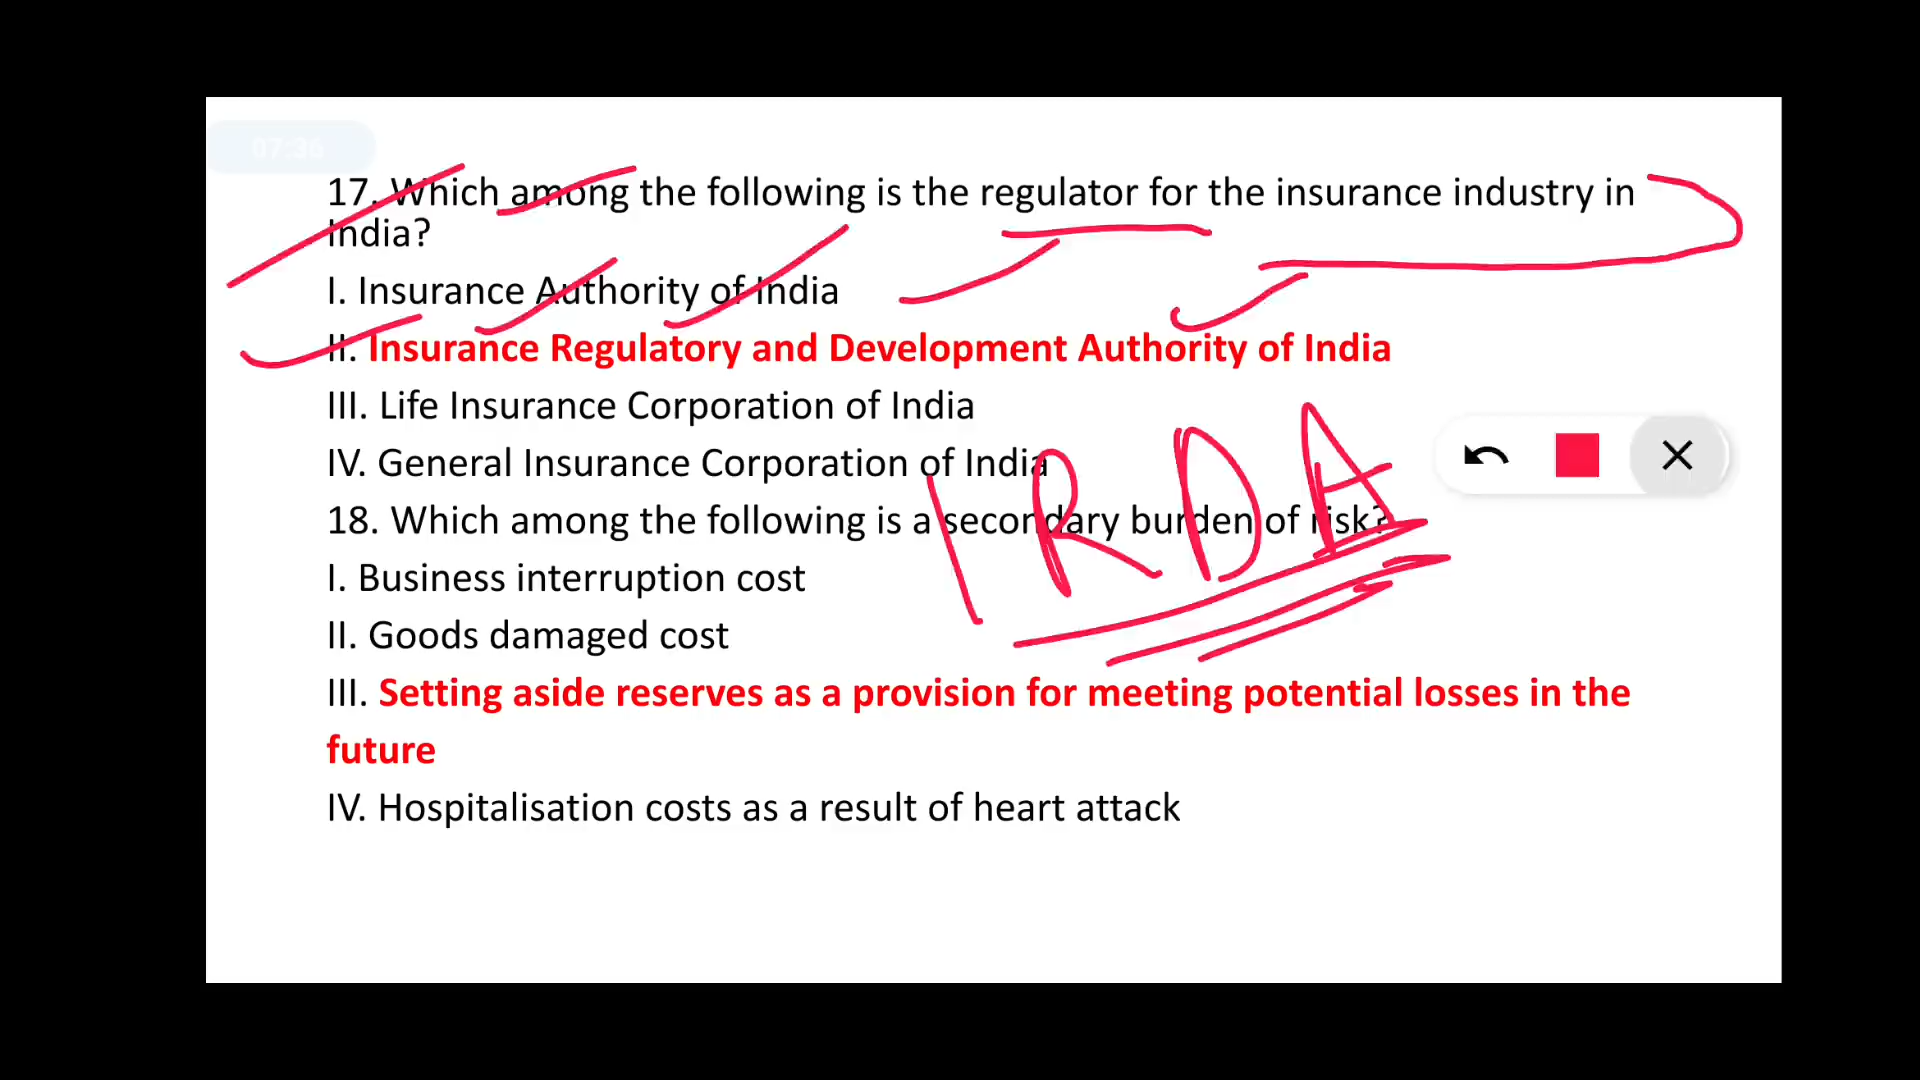 07:36
17. Which among the following is the regulator for the insurance industry in
India?
I. Insurance Authority of India
II. Insurance Regulatory and Development Authority of India
III. Life Insurance Corporation of India
IV. General Insurance Corporation of India
IRDA
18. Which among the following is a secondary burden of risk?
I. Business interruption cost
II. Goods damaged cost
III. Setting aside reserves as a provision for meeting potential losses in the
future
IV. Hospitalisation costs as a result of heart attack